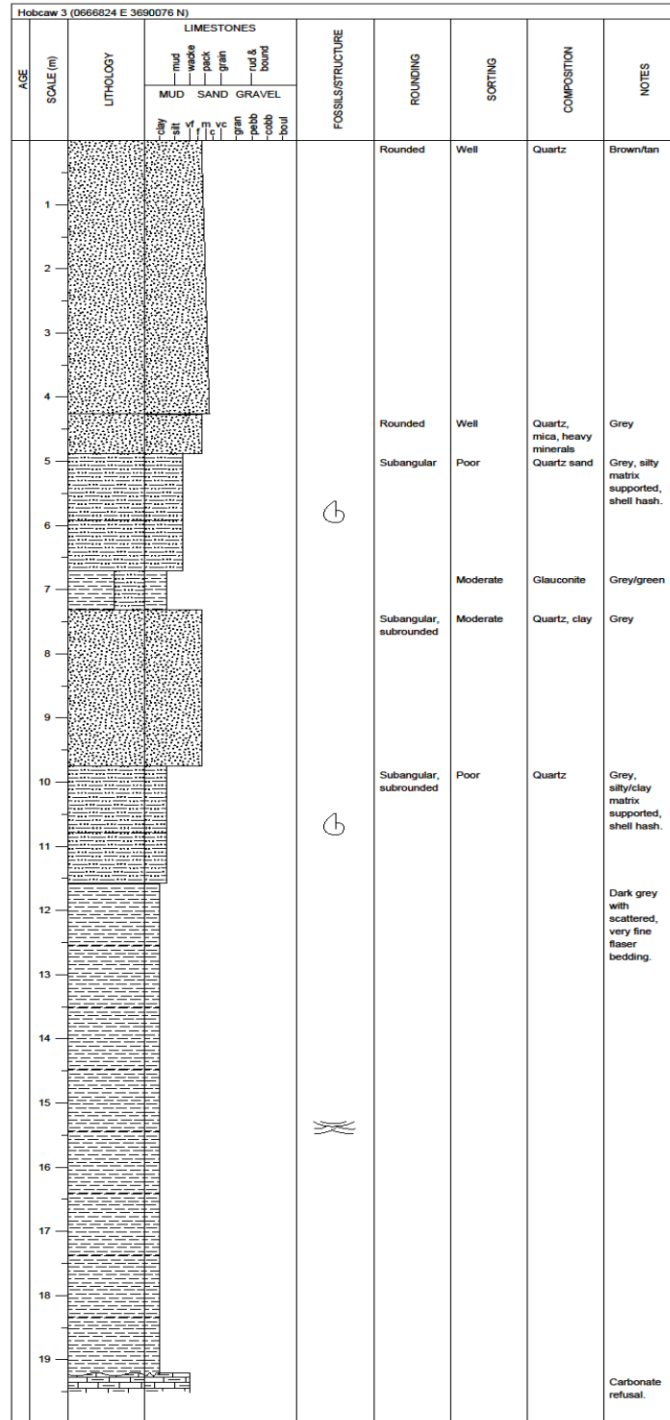 Hobcaw 3 (0666824 E 3690076 N)
AGE
SCALE (m)
LITHOLOGY
LIMESTONES
mud
wacke
pack
grain
rud &
bound
MUD SAND GRAVEL
clay
silt
vf
f
m
c
vc
gran
pebb
cobb
boul
FOSSILS/STRUCTURE
ROUNDING
SORTING
COMPOSITION
NOTES
Rounded Well Quartz Brown/tan
1
2
3
4
Rounded Well Quartz, Grey
mica, heavy
minerals
5
Subangular Poor Quartz sand Grey, silty
matrix
supported,
shell hash.
6
Moderate Glauconite Grey/green
7
Subangular, Moderate Quartz, clay Grey
subrounded
8
9
10
Subangular, Poor Quartz Grey,
subrounded silty/clay
matrix
supported,
shell hash.
11
Dark grey
with
scattered,
very fine
flaser
bedding.
12
13
14
15
16
17
18
19
Carbonate
refusal.